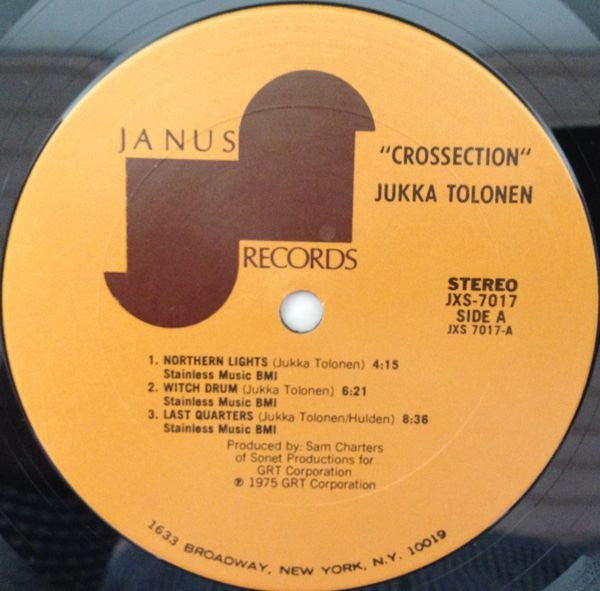 JANUS
RECORDS
"CROSSECTION"
JUKKA TOLONEN
STEREO
JXS-7017
SIDE A
JXS 7017-A
1. NORTHERN LIGHTS (Jukka Tolonen) 4:15
Stainless Music BMI
2. WITCH DRUM (Jukka Tolonen) 6:21
Stainless Music BMI
3. LAST QUARTERS (Jukka Tolonen/Hulden) 8:36
Stainless Music BMI
Produced by: Sam Charters
of Sonet Productions for
GRT Corporation
℗ 1975 GRT Corporation
1633 BROADWAY, NEW YORK, N.Y. 10019